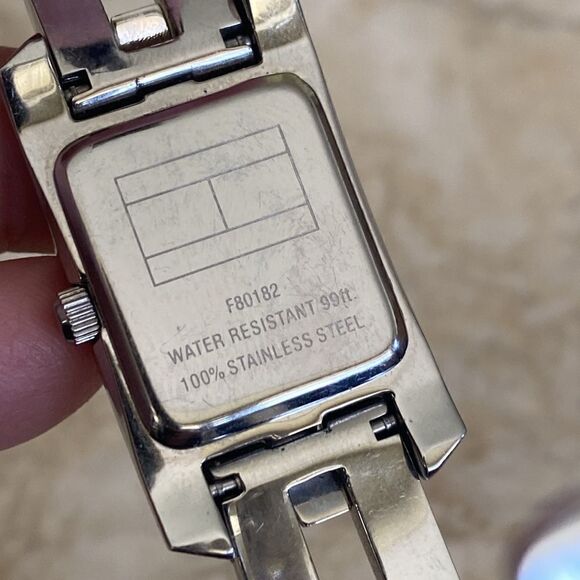 F80182
WATER RESISTANT 99ft.
100% STAINLESS STEEL